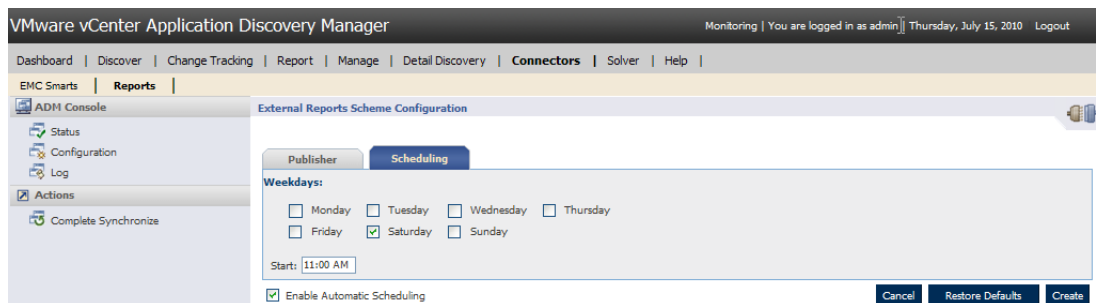 VMware vCenter Application Discovery Manager
Monitoring | You are logged in as admin | Thursday, July 15, 2010 Logout
Dashboard | Discover | Change Tracking | Report | Manage | Detail Discovery | Connectors | Solver | Help |
EMC Smarts | Reports |
ADM Console
Status
Configuration
Log
Actions
Complete Synchronize
External Reports Scheme Configuration
Publisher Scheduling
Weekdays:
Monday Tuesday Wednesday Thursday
Friday Saturday Sunday
Start: 11:00 AM
Enable Automatic Scheduling
Cancel Restore Defaults Create